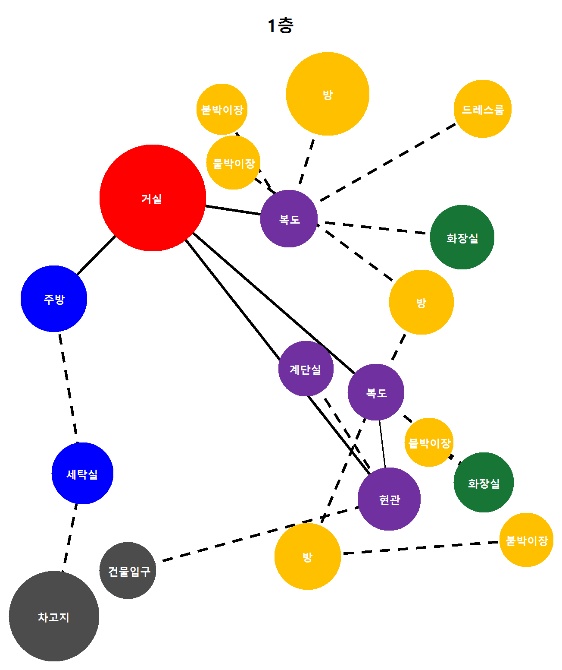 1층
붙박이장
방
드레스룸
붙박이장
거실
복도
화장실
주방
방
계단실
복도
붙박이장
세탁실
화장실
현관
붙박이장
방
건물입구
차고지